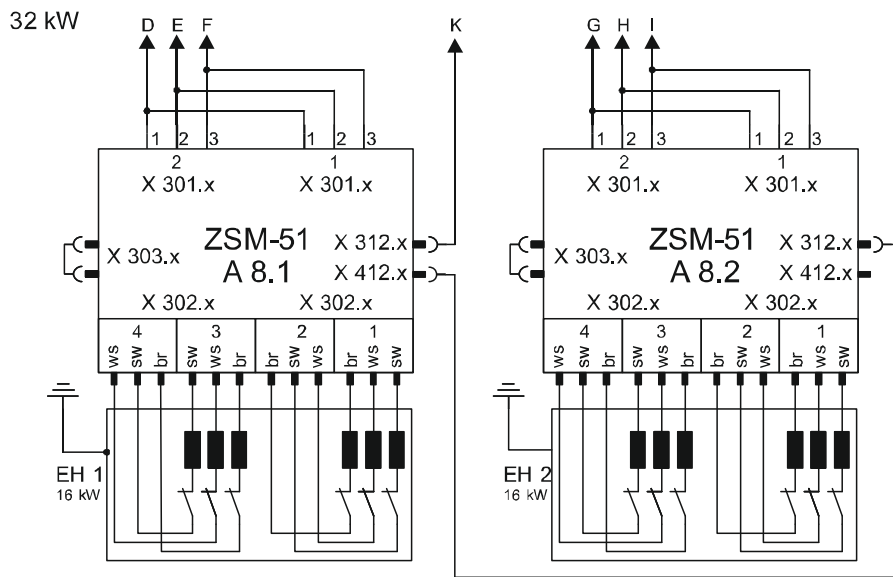 32 kW
D E F K G H I
1 2 3 1 2 3 1 2 3 1 2 3
2 1 2 1
X 301.x X 301.x X 301.x X 301.x
ZSM-51 X 312.x ZSM-51 X 312.x
X 303.x X 303.x
A 8.1 X 412.x A 8.2 X 412.x
X 302.x X 302.x X 302.x X 302.x
4 3 2 1 4 3 2 1
ws sw br sw ws br br sw ws br ws sw ws sw br sw ws br br sw ws br ws sw
EH 1 EH 2
16 kW 16 kW